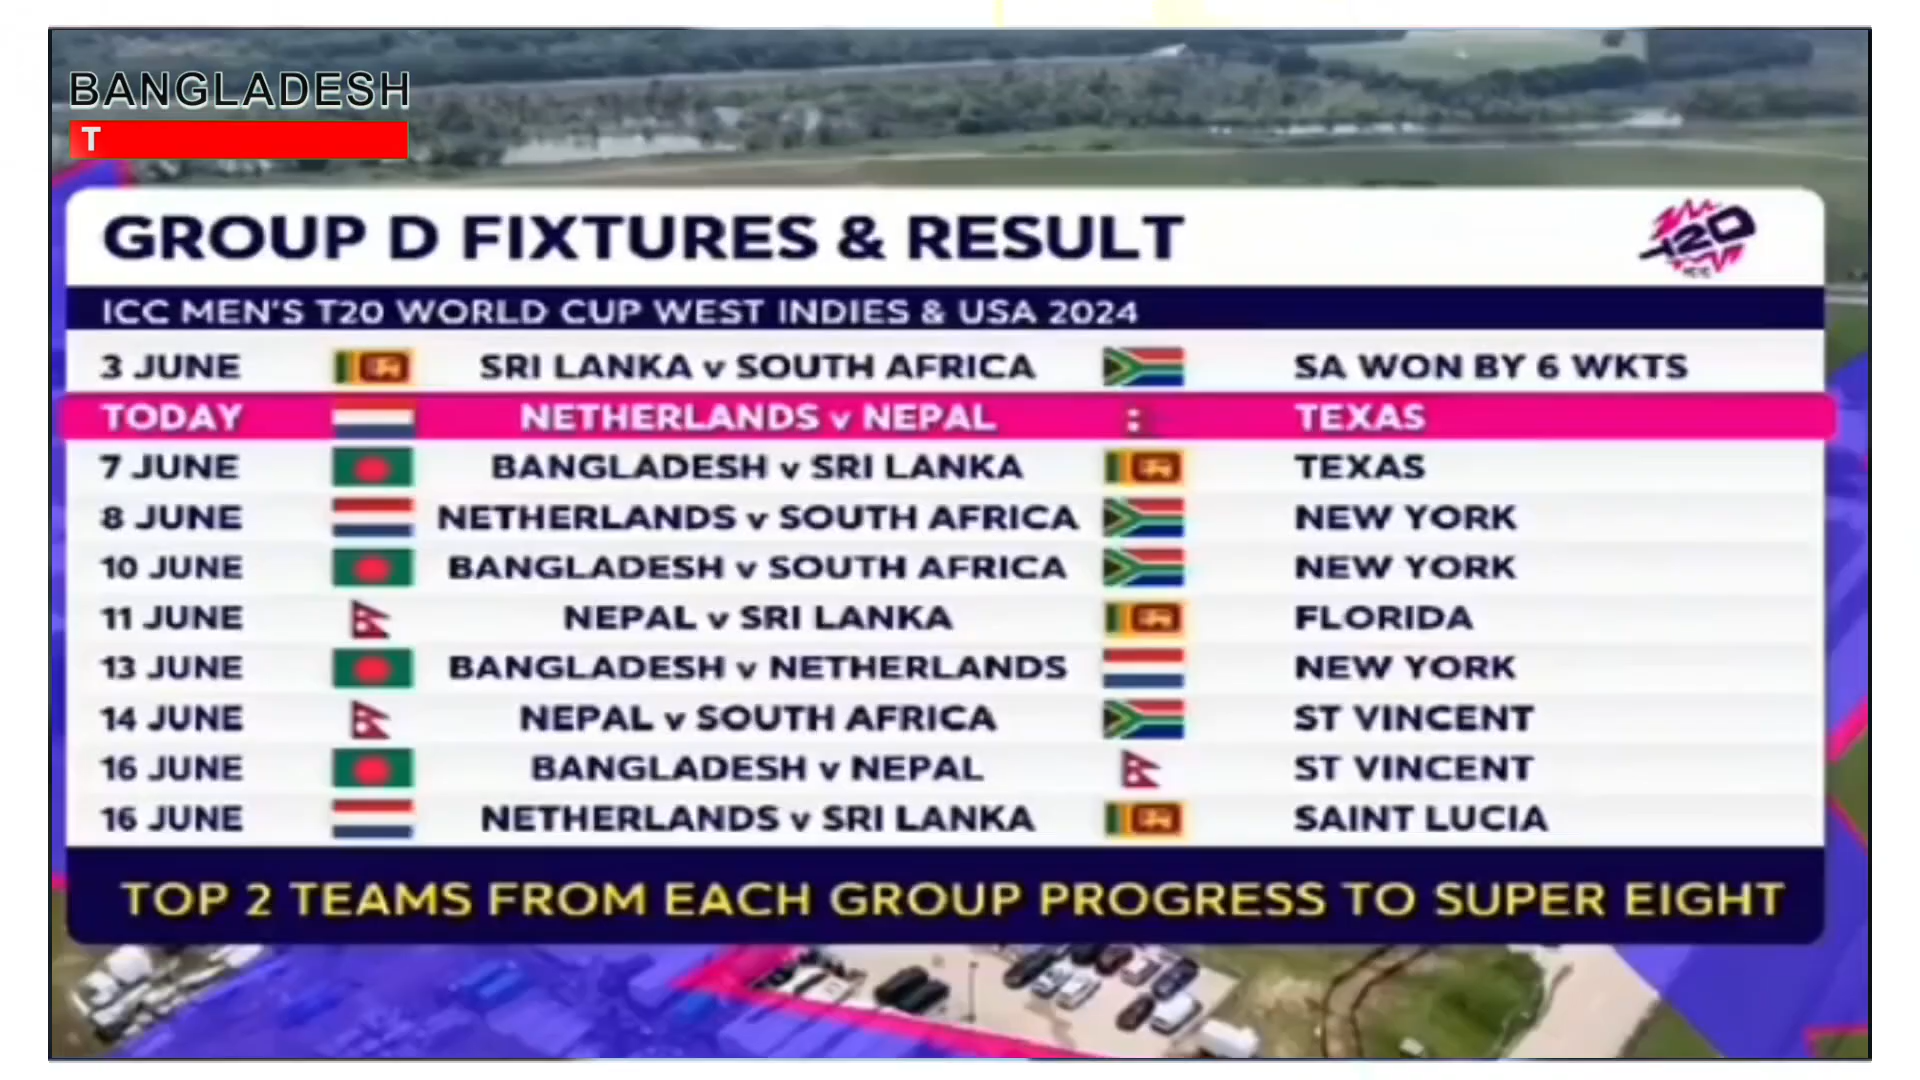 BANGLADESH
T
GROUP D FIXTURES & RESULT
T20
ICC MEN'S T20 WORLD CUP WEST INDIES & USA 2024
3 JUNE SRI LANKA v SOUTH AFRICA SA WON BY 6 WKTS
TODAY NETHERLANDS v NEPAL TEXAS
7 JUNE BANGLADESH v SRI LANKA TEXAS
8 JUNE NETHERLANDS v SOUTH AFRICA NEW YORK
10 JUNE BANGLADESH v SOUTH AFRICA NEW YORK
11 JUNE NEPAL v SRI LANKA FLORIDA
13 JUNE BANGLADESH v NETHERLANDS NEW YORK
14 JUNE NEPAL v SOUTH AFRICA ST VINCENT
16 JUNE BANGLADESH v NEPAL ST VINCENT
16 JUNE NETHERLANDS v SRI LANKA SAINT LUCIA
TOP 2 TEAMS FROM EACH GROUP PROGRESS TO SUPER EIGHT